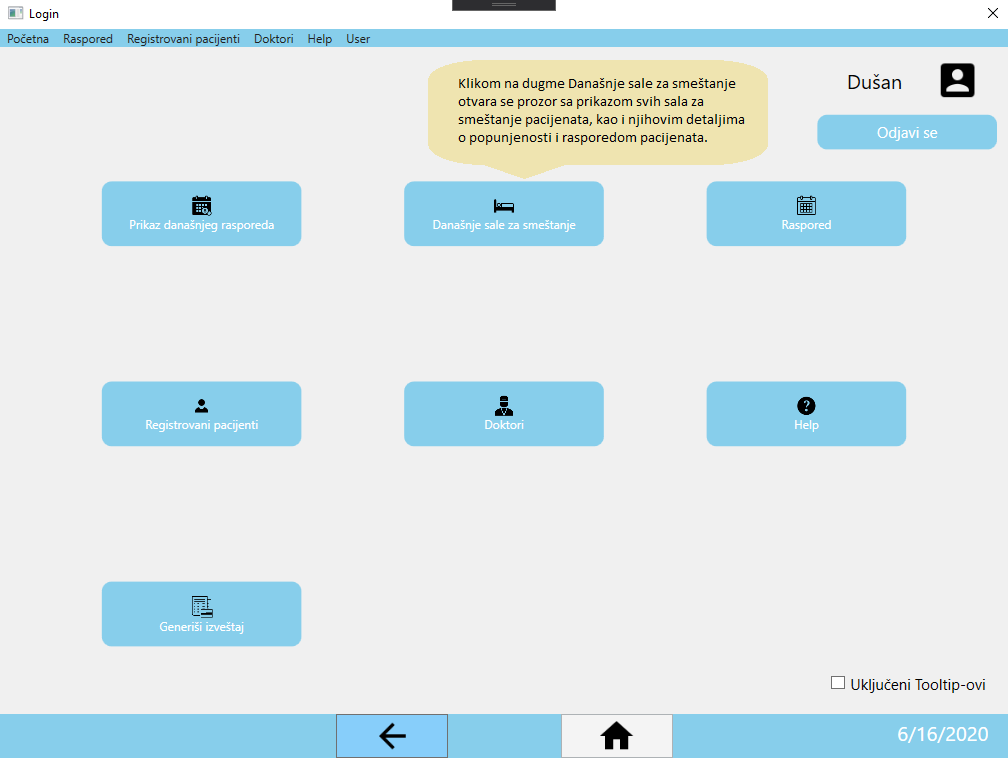 Login
Početna Raspored Registrovani pacijenti Doktori Help User
Klikom na dugme Današnje sale za smeštanje
otvara se prozor sa prikazom svih sala za
smeštanje pacijenata, kao i njihovim detaljima
o popunjenosti i rasporedom pacijenata.
Dušan
Odjavi se
Prikaz današnjeg rasporeda
Današnje sale za smeštanje
Raspored
Registrovani pacijenti
Doktori
Help
Generiši izveštaj
Uključeni Tooltip-ovi
6/16/2020